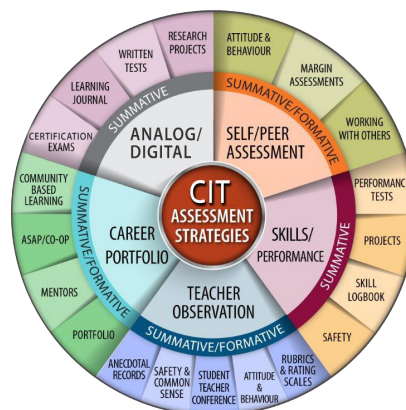 CIT
ASSESSMENT
STRATEGIES
ANALOG/
DIGITAL
SUMMATIVE
CERTIFICATION
EXAMS
LEARNING
JOURNAL
WRITTEN
TESTS
RESEARCH
PROJECTS
SELF/PEER
ASSESSMENT
SUMMATIVE/FORMATIVE
ATTITUDE &
BEHAVIOUR
MARGIN
ASSESSMENTS
WORKING
WITH OTHERS
SKILLS/
PERFORMANCE
SUMMATIVE
PERFORMANCE
TESTS
PROJECTS
SKILL
LOGBOOK
SAFETY
TEACHER
OBSERVATION
SUMMATIVE/FORMATIVE
RUBRICS
& RATING
SCALES
ATTITUDE
&
BEHAVIOUR
STUDENT
TEACHER
CONFERENCE
SAFETY &
COMMON
SENSE
ANECDOTAL
RECORDS
CAREER
PORTFOLIO
SUMMATIVE/FORMATIVE
PORTFOLIO
MENTORS
ASAP/CO-OP
COMMUNITY
BASED
LEARNING